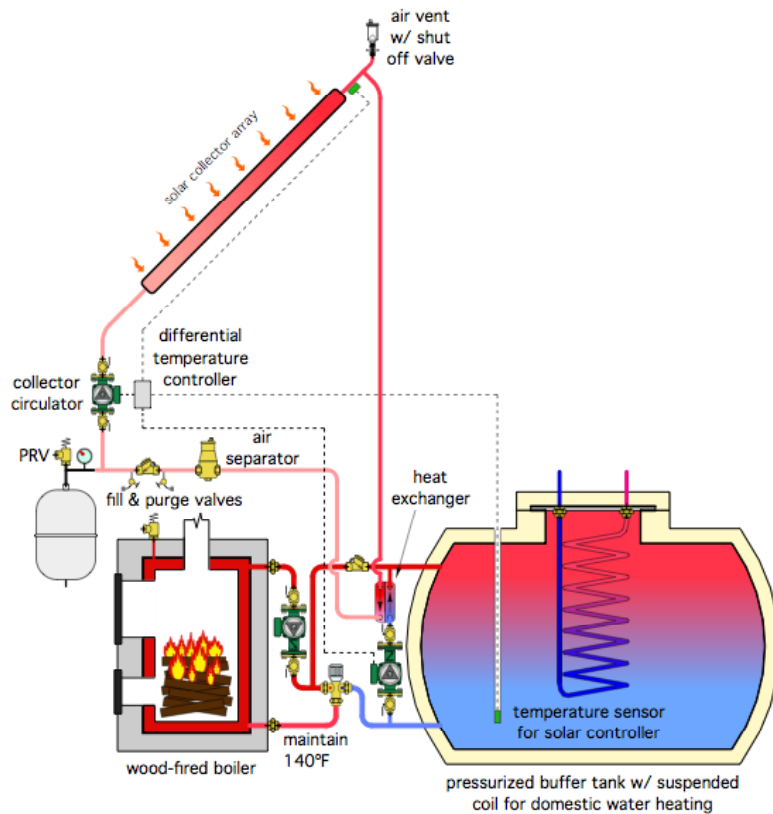 air vent
w/ shut
off valve
solar collector array
differential
temperature
controller
collector
circulator
PRV
air
separator
fill & purge valves
heat
exchanger
temperature sensor
for solar controller
maintain
140°F
wood-fired boiler
pressurized buffer tank w/ suspended
coil for domestic water heating